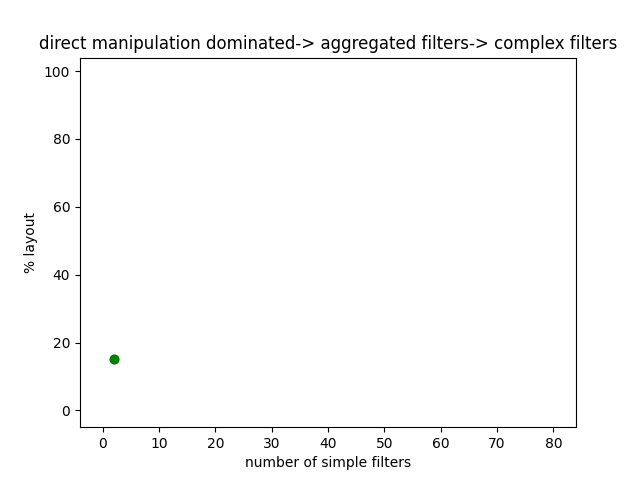 direct manipulation dominated-> aggregated filters-> complex filters
100
80
60
40
20
0
% layout
0 10 20 30 40 50 60 70 80
number of simple filters